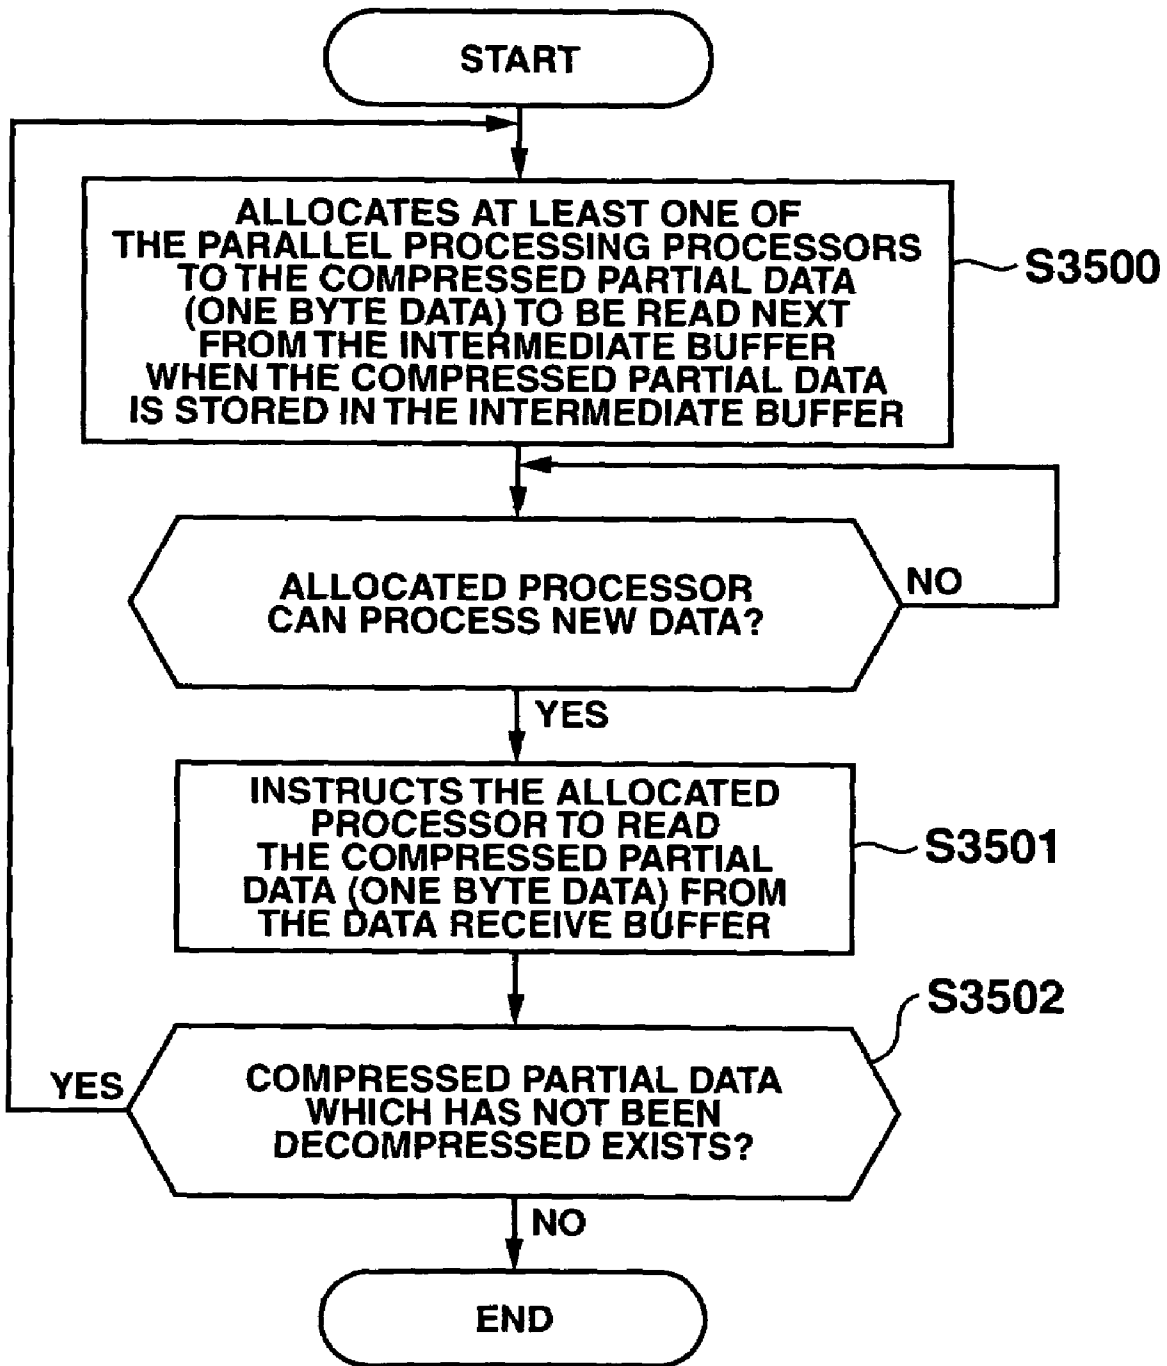 START
ALLOCATES AT LEAST ONE OF
THE PARALLEL PROCESSING PROCESSORS
TO THE COMPRESSED PARTIAL DATA
(ONE BYTE DATA) TO BE READ NEXT
FROM THE INTERMEDIATE BUFFER
WHEN THE COMPRESSED PARTIAL DATA
IS STORED IN THE INTERMEDIATE BUFFER
S3500
ALLOCATED PROCESSOR
CAN PROCESS NEW DATA?
NO
YES
INSTRUCTS THE ALLOCATED
PROCESSOR TO READ
THE COMPRESSED PARTIAL
DATA (ONE BYTE DATA) FROM
THE DATA RECEIVE BUFFER
S3501
S3502
YES
COMPRESSED PARTIAL DATA
WHICH HAS NOT BEEN
DECOMPRESSED EXISTS?
NO
END